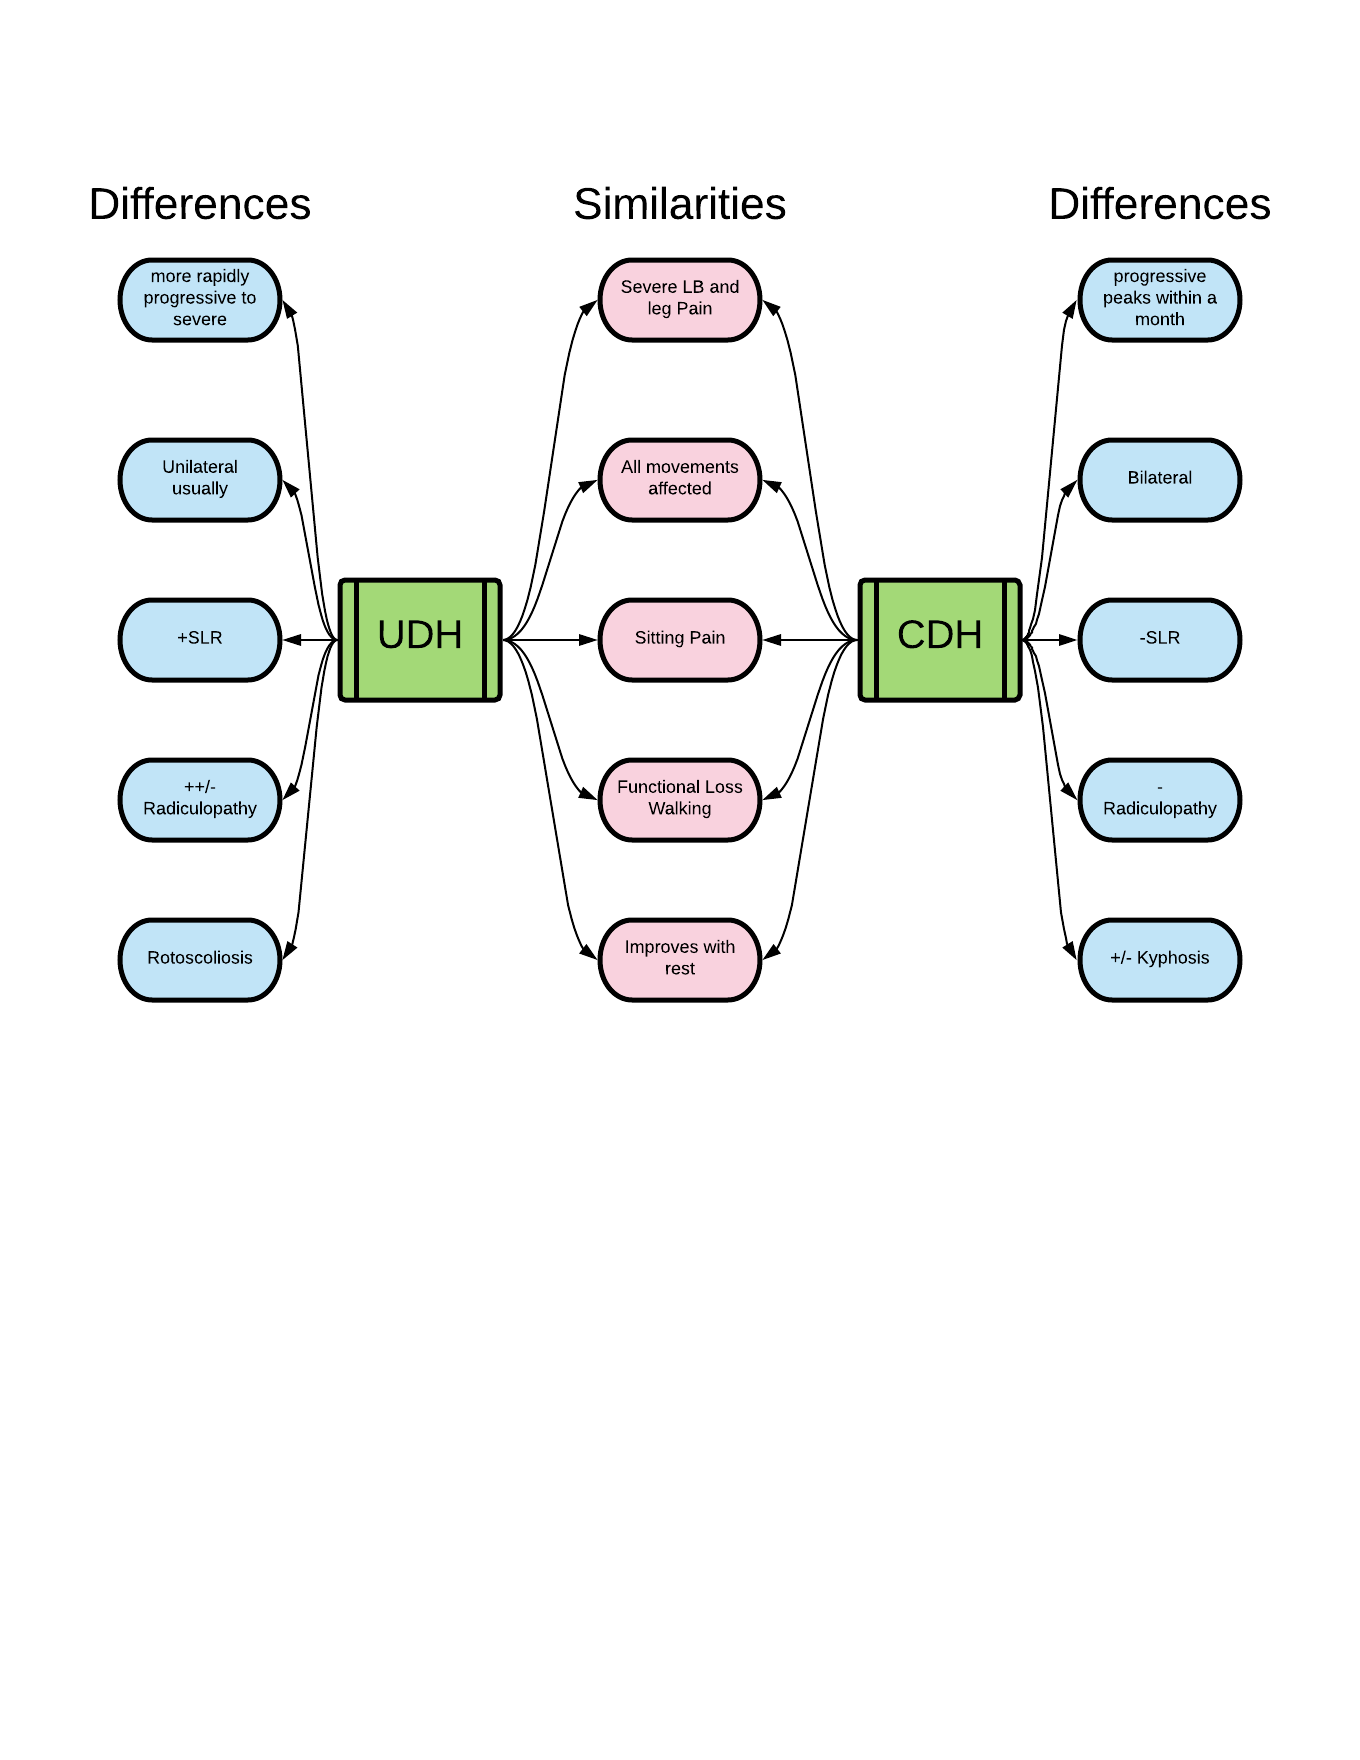 Differences
Similarities
Differences
more rapidly
progressive to
severe
Severe LB and
leg Pain
progressive
peaks within a
month
Unilateral
usually
All movements
affected
Bilateral
+SLR
UDH
Sitting Pain
CDH
-SLR
++/-
Radiculopathy
Functional Loss
Walking
-
Radiculopathy
Rotoscoliosis
Improves with
rest
+/- Kyphosis